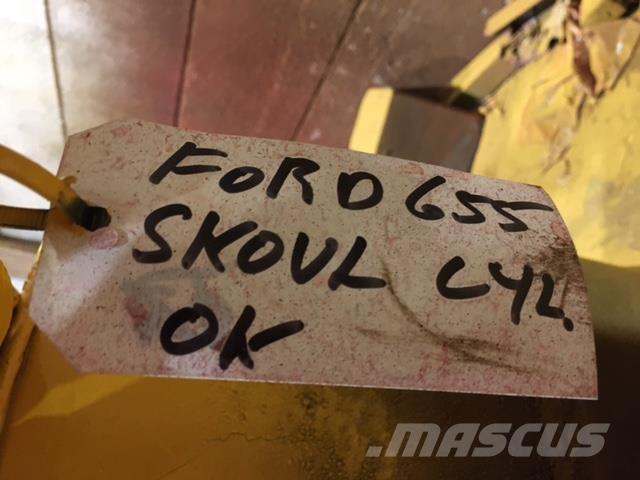 FORD 655
SKOVL CYL.
OK
.MASCUS